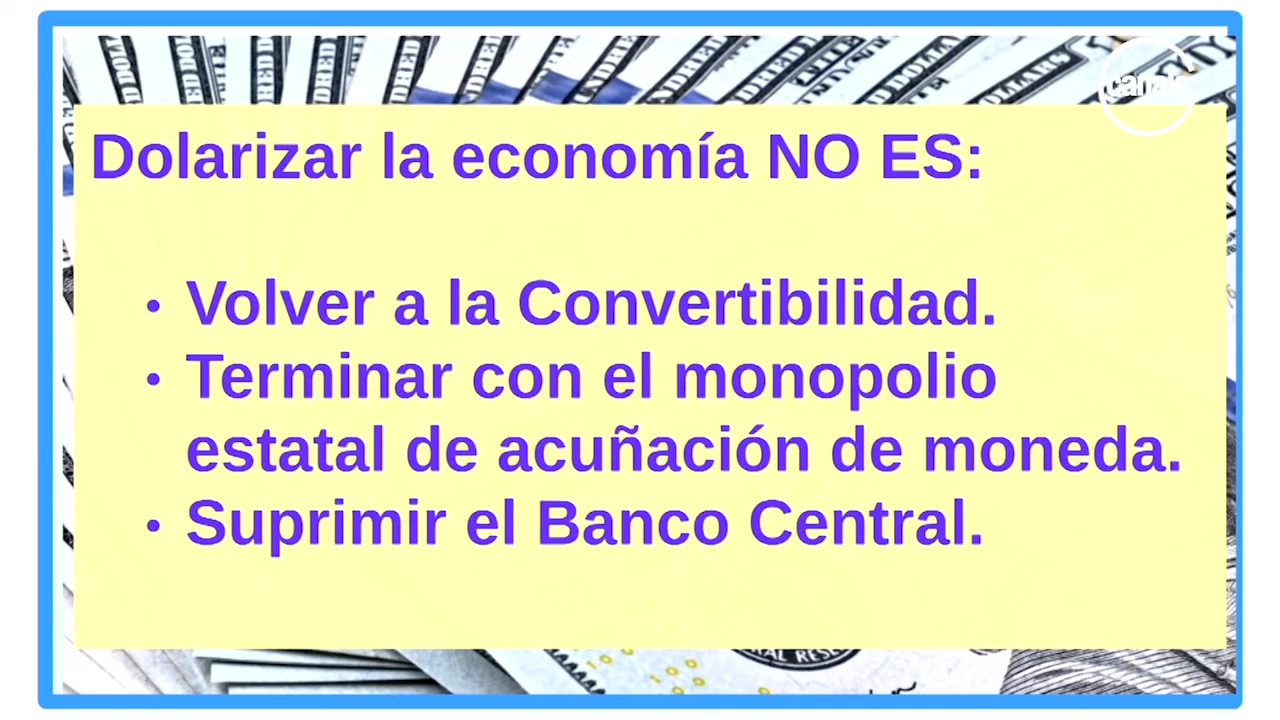 Dolarizar la economía NO ES:
• Volver a la Convertibilidad.
• Terminar con el monopolio
estatal de acuñación de moneda.
• Suprimir el Banco Central.